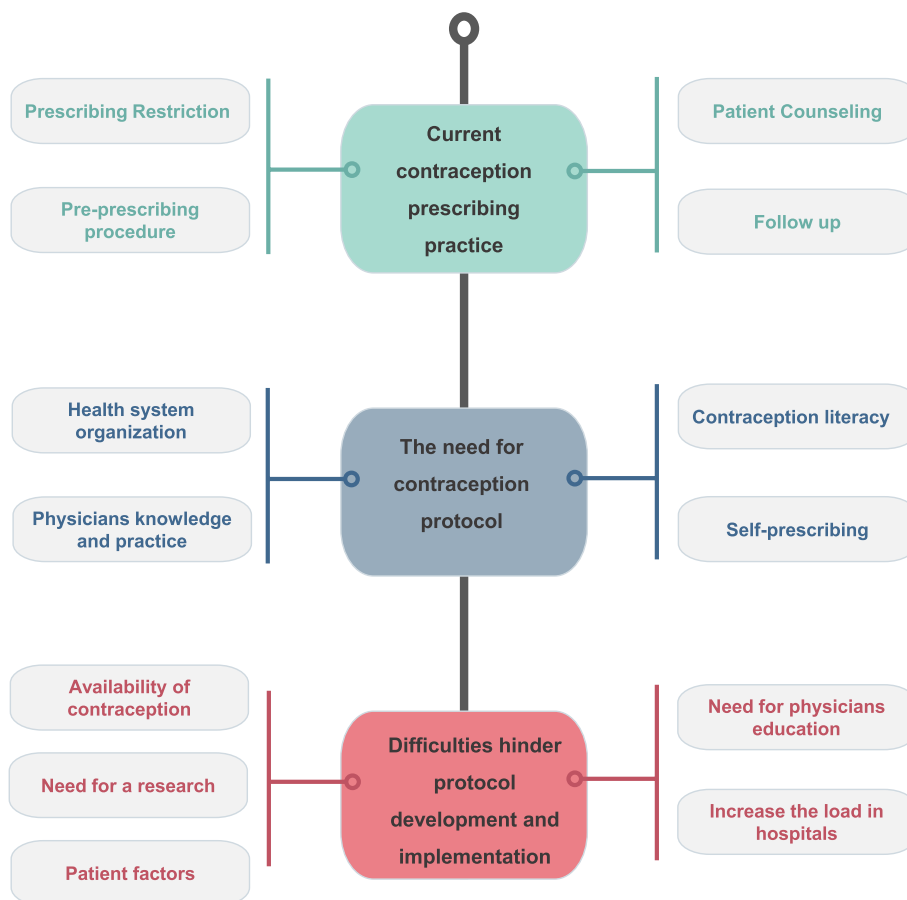 Prescribing Restriction
Pre-prescribing
procedure
Current
contraception
prescribing
practice
Patient Counseling
Follow up
Health system
organization
Physicians knowledge
and practice
The need for
contraception
protocol
Contraception literacy
Self-prescribing
Availability of
contraception
Need for a research
Patient factors
Difficulties hinder
protocol
development and
implementation
Need for physicians
education
Increase the load in
hospitals